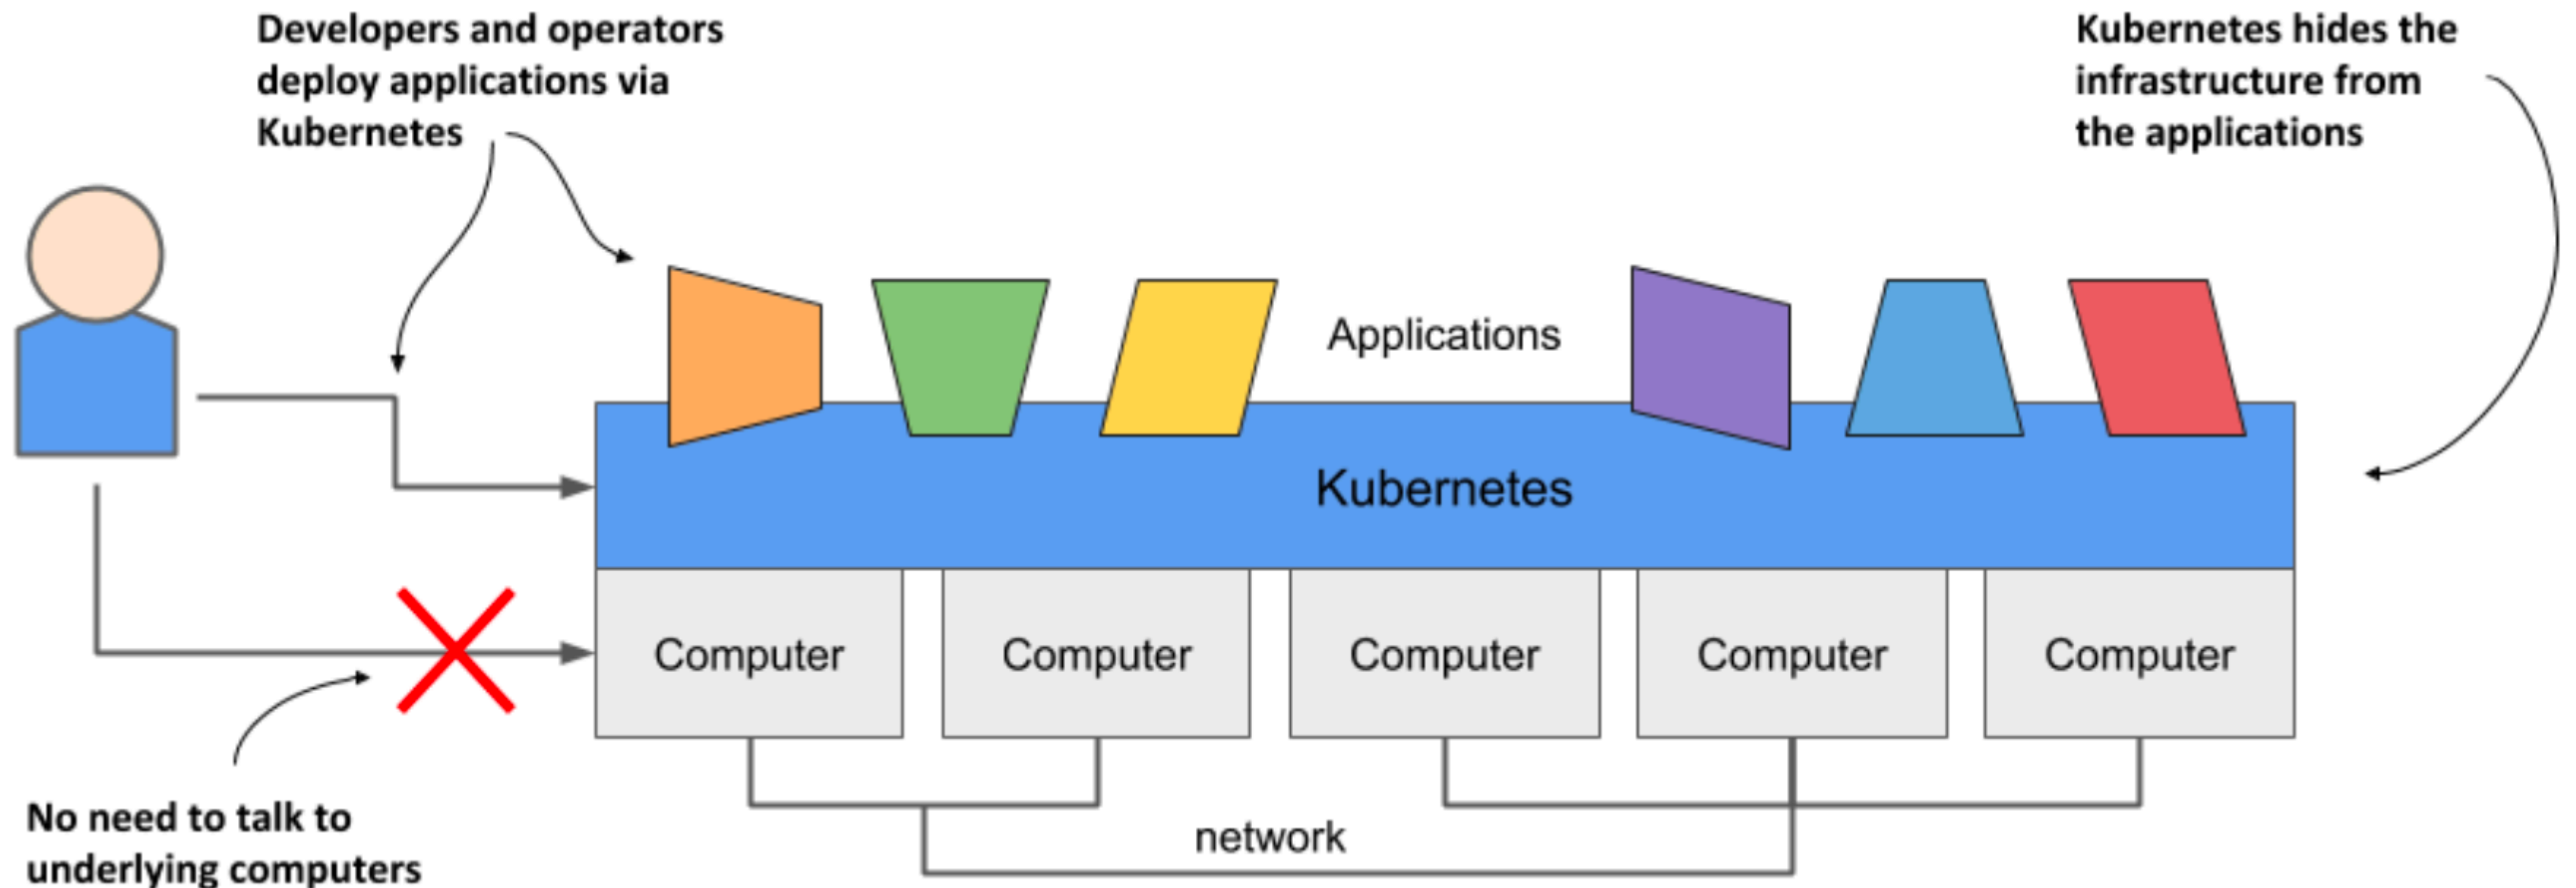 Developers and operators
deploy applications via
Kubernetes
Kubernetes hides the
infrastructure from
the applications
Applications
Kubernetes
Computer
Computer
Computer
Computer
Computer
network
No need to talk to
underlying computers